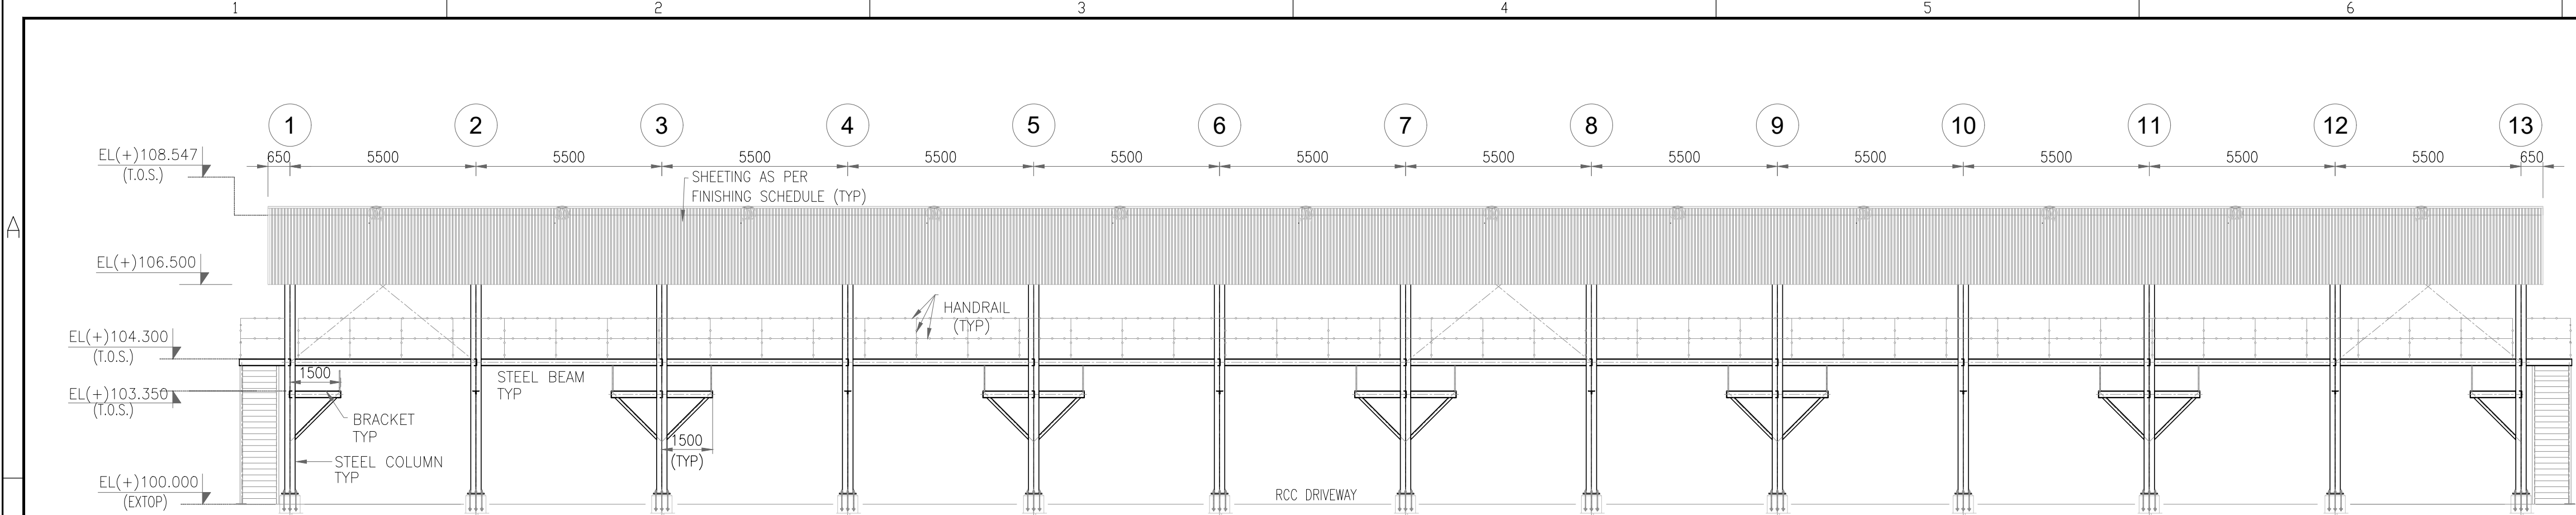 1 2 3 4 5 6
A
1 2 3 4 5 6 7 8 9 10 11 12 13
650 5500 5500 5500 5500 5500 5500 5500 5500 5500 5500 5500 5500 650
EL(+)108.547
(T.O.S.)
SHEETING AS PER
FINISHING SCHEDULE (TYP)
EL(+)106.500
HANDRAIL
(TYP)
EL(+)104.300
(T.O.S.)
1500
STEEL BEAM
TYP
EL(+)103.350
(T.O.S.)
BRACKET
TYP
1500
(TYP)
STEEL COLUMN
TYP
EL(+)100.000
(EXTOP)
RCC DRIVEWAY